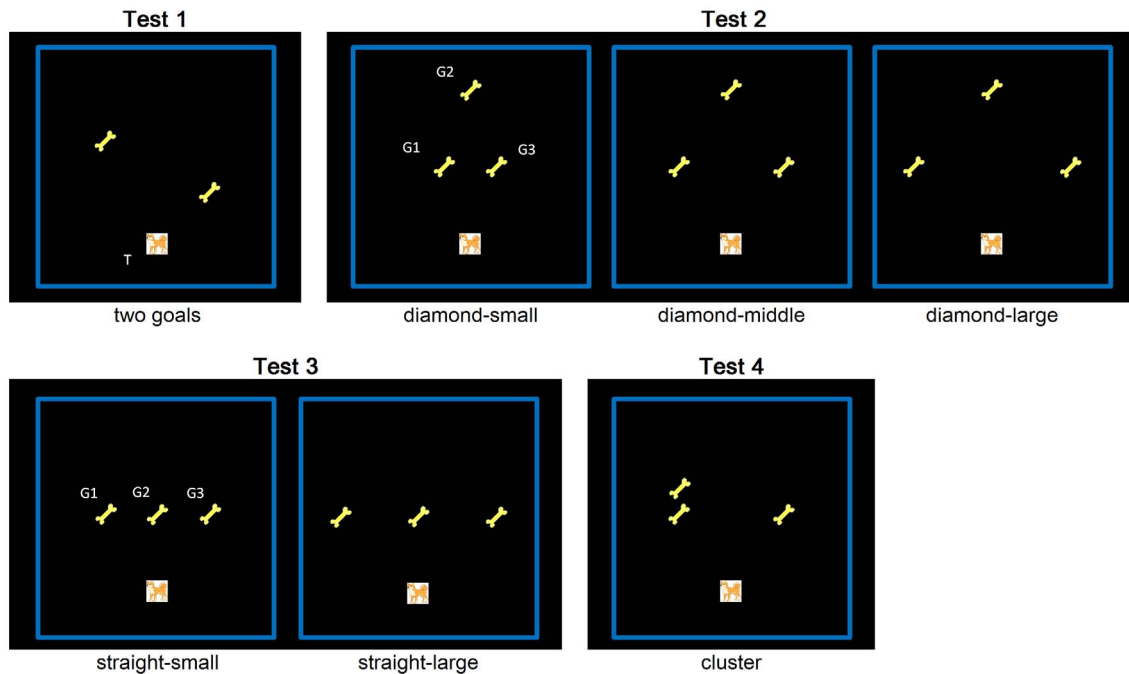 Test 1
Test 2
T
two goals
G2
G1
G3
diamond-small
diamond-middle
diamond-large
Test 3
Test 4
G1
G2
G3
straight-small
straight-large
cluster